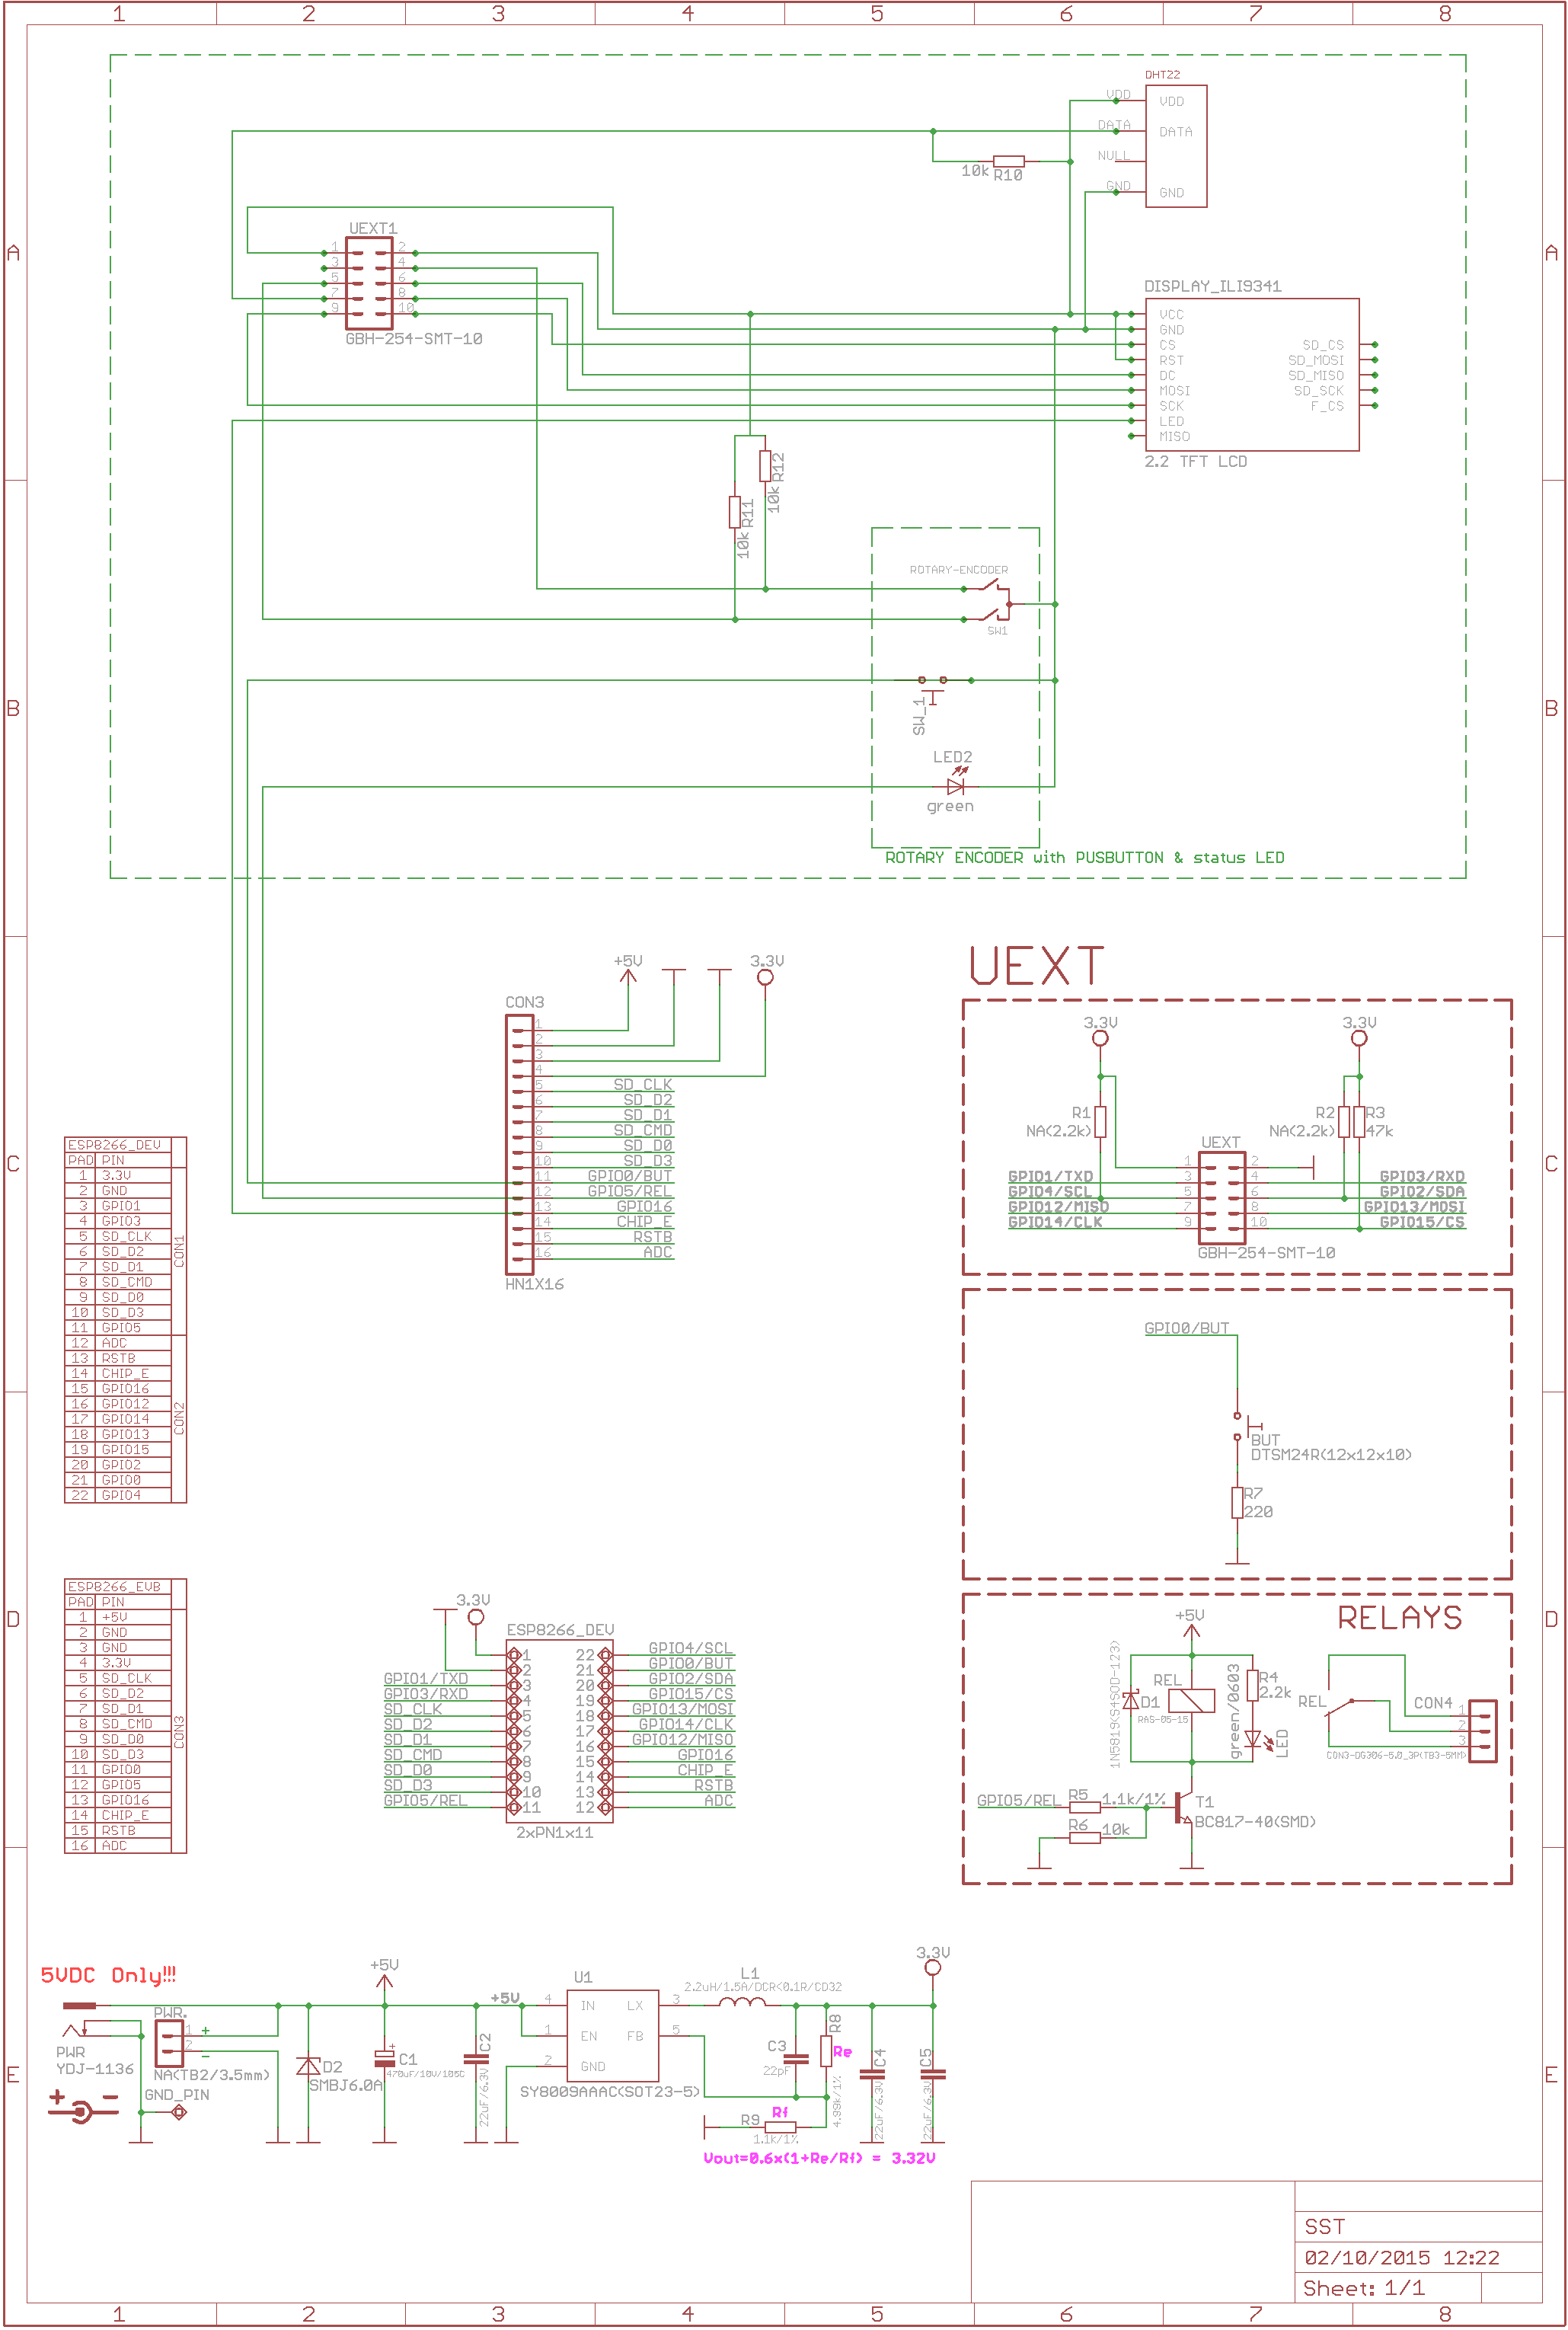 1 2 3 4 5 6 7 8
A
B
C
D
E
A
B
C
D
E
DHT22
VDD VDD
DATA DATA
NULL
GND GND
10k R10
UEXT1
1 2
3 4
5 6
7 8
9 10
GBH-254-SMT-10
DISPLAY_ILI9341
VCC
GND
CS SD_CS
RST SD_MOSI
DC SD_MISO
MOSI SD_SCK
SCK F_CS
LED
MISO
2.2 TFT LCD
R12
10k
R11
10k
ROTARY-ENCODER
SW1
SW_1
LED2
green
ROTARY ENCODER with PUSBUTTON & status LED
+5V 3.3V
CON3
1
2
3
4
5 SD_CLK
6 SD_D2
7 SD_D1
8 SD_CMD
9 SD_D0
10 SD_D3
11 GPIO0/BUT
12 GPIO5/REL
13 GPIO16
14 CHIP_E
15 RSTB
16 ADC
HN1X16
UEXT
3.3V 3.3V
R1
NA(2.2k)
R2
NA(2.2k)
R3
47k
UEXT
1 2
GPIO1/TXD 3 4 GPIO3/RXD
GPIO4/SCL 5 6 GPIO2/SDA
GPIO12/MISO 7 8 GPIO13/MOSI
GPIO14/CLK 9 10 GPIO15/CS
GBH-254-SMT-10
ESP8266_DEV
PAD PIN
1 3.3V
2 GND
3 GPIO1
4 GPIO3
5 SD_CLK
6 SD_D2
7 SD_D1
8 SD_CMD
9 SD_D0
10 SD_D3
11 GPIO5
CON1
12 ADC
13 RSTB
14 CHIP_E
15 GPIO16
16 GPIO12
17 GPIO14
18 GPIO13
19 GPIO15
20 GPIO2
21 GPIO0
22 GPIO4
CON2
GPIO0/BUT
BUT
DTSM24R(12x12x10)
R7
220
ESP8266_EVB
PAD PIN
1 +5V
2 GND
3 GND
4 3.3V
5 SD_CLK
6 SD_D2
7 SD_D1
8 SD_CMD
9 SD_D0
10 SD_D3
11 GPIO0
12 GPIO5
13 GPIO16
14 CHIP_E
15 RSTB
16 ADC
CON3
3.3V
ESP8266_DEV
1 22 GPIO4/SCL
2 21 GPIO0/BUT
GPIO1/TXD 3 20 GPIO2/SDA
GPIO3/RXD 4 19 GPIO15/CS
SD_CLK 5 18 GPIO13/MOSI
SD_D2 6 17 GPIO14/CLK
SD_D1 7 16 GPIO12/MISO
SD_CMD 8 15 GPIO16
SD_D0 9 14 CHIP_E
SD_D3 10 13 RSTB
GPIO5/REL 11 12 ADC
2xPN1x11
RELAYS
+5V
1N5819(S4SOD-123)
D1
REL
RAS-05-15
green/0603
R4
2.2k
LED
REL
CON4
1
2
3
CON3-DG306-5.0_3P(TB3-5MM)
GPIO5/REL
R5
1.1k/1%
R6
10k
T1
BC817-40(SMD)
5VDC Only!!!
PWR
YDJ-1136
+ -
PWR.
1 +
2 -
NA(TB2/3.5mm)
GND_PIN
D2
SMBJ6.0A
+5V
C1
+
470uF/10V/105C
+5V
C2
22uF/6.3V
U1
4 IN LX 3
1 EN FB 5
2 GND
SY8009AAAC(SOT23-5)
L1
2.2uH/1.5A/DCR<0.1R/CD32
C3
22pF
R8
Re
4.99k/1%
C4
22uF/6.3V
C5
22uF/6.3V
3.3V
R9
Rf
1.1k/1%
Vout=0.6x(1+Re/Rf) = 3.32V
SST
02/10/2015 12:22
Sheet: 1/1
1 2 3 4 5 6 7 8